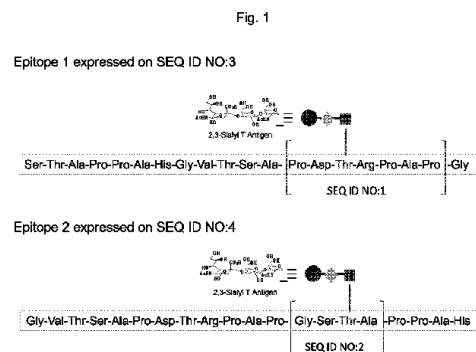 Fig. 1
Epitope 1 expressed on SEQ ID NO:3
2,3-Sialyl T Antigen
Ser-Thr-Ala-Pro-Pro-Ala-His-Gly-Val-Thr-Ser-Ala- Pro-Asp-Thr-Arg-Pro-Ala-Pro -Gly
SEQ ID NO:1
Epitope 2 expressed on SEQ ID NO:4
2,3-Sialyl T Antigen
Gly-Val-Thr-Ser-Ala-Pro-Asp-Thr-Arg-Pro-Ala-Pro- Gly-Ser-Thr-Ala -Pro-Pro-Ala-His
SEQ ID NO:2